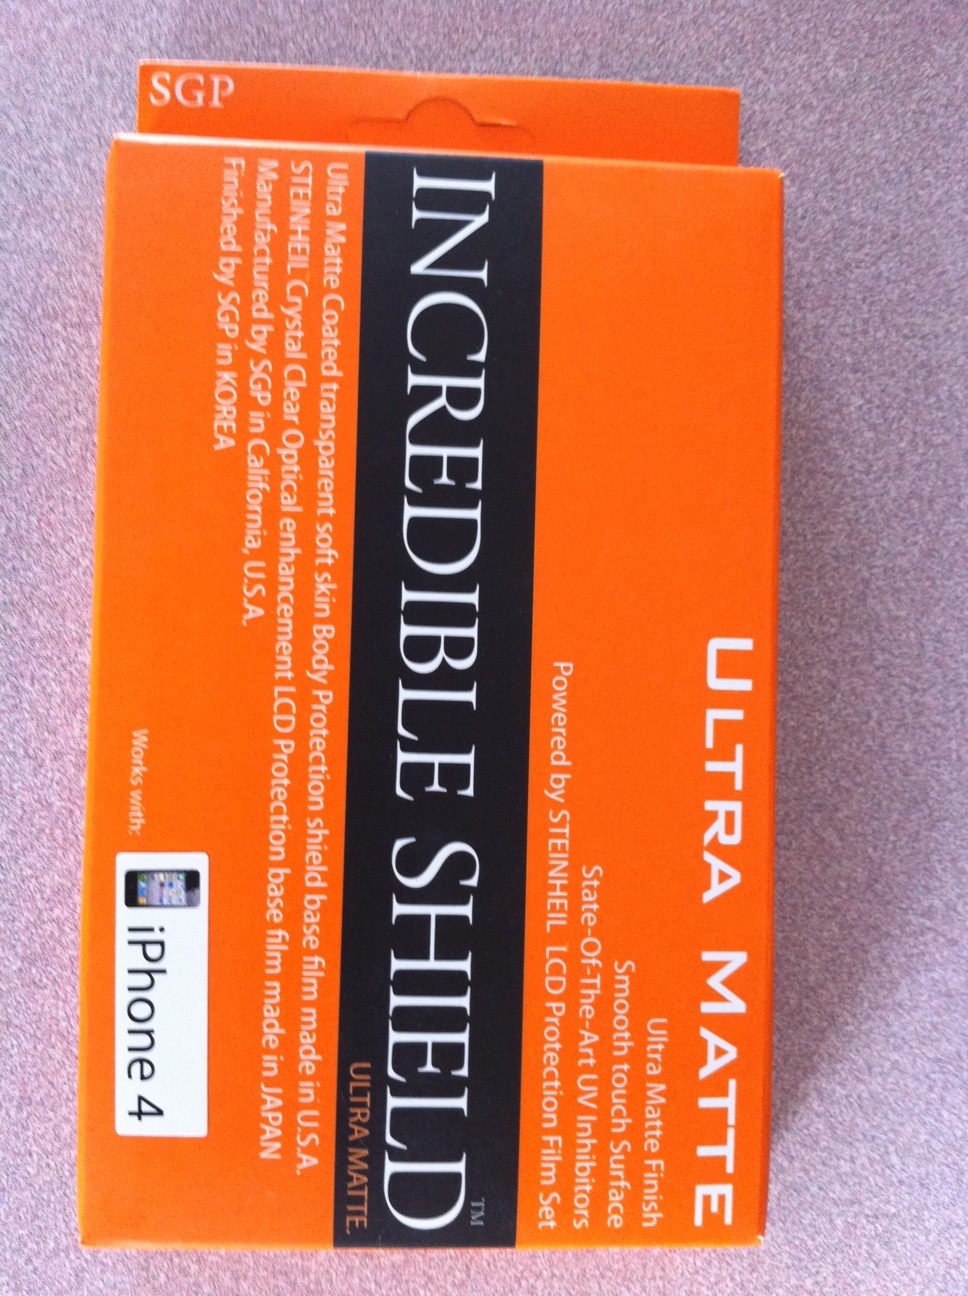 SGP
ULTRA MATTE
Ultra Matte Finish
Smooth touch Surface
State-Of-The-Art UV Inhibitors
Powered by STEINHEIL LCD Protection Film Set
INCREDIBLE SHIELD™
ULTRA MATTE.
Ultra Matte Coated transparent soft skin Body Protection shield base film made in U.S.A.
STEINHEIL Crystal Clear Optical enhancement LCD Protection base film made in JAPAN
Manufactured by SGP in California, U.S.A.
Finished by SGP in KOREA
Works with:
iPhone 4